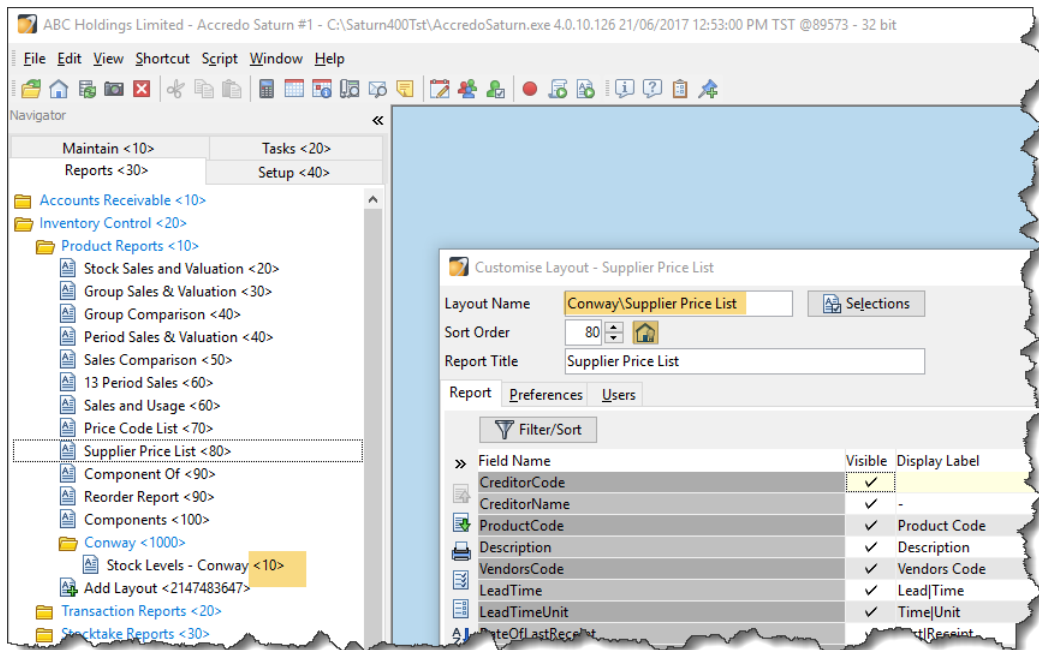 ABC Holdings Limited - Accredo Saturn #1 - C:\Saturn400Tst\AccredoSaturn.exe 4.0.10.126 21/06/2017 12:53:00 PM TST @89573 - 32 bit
File Edit View Shortcut Script Window Help
Navigator
«
Maintain <10> Tasks <20>
Reports <30> Setup <40>
Accounts Receivable <10>
Inventory Control <20>
Product Reports <10>
Stock Sales and Valuation <20>
Group Sales & Valuation <30>
Group Comparison <40>
Period Sales & Valuation <40>
Sales Comparison <50>
13 Period Sales <60>
Sales and Usage <60>
Price Code List <70>
Supplier Price List <80>
Component Of <90>
Reorder Report <90>
Components <100>
Conway <1000>
Stock Levels - Conway <10>
Add Layout <2147483647>
Transaction Reports <20>
Stocktake Reports <30>
Customise Layout - Supplier Price List
Layout Name Conway\Supplier Price List Selections
Sort Order 80
Report Title Supplier Price List
Report Preferences Users
Filter/Sort
» Field Name Visible Display Label
CreditorCode ✓
CreditorName ✓ -
ProductCode ✓ Product Code
Description ✓ Description
VendorsCode ✓ Vendors Code
LeadTime ✓ Lead|Time
LeadTimeUnit ✓ Time|Unit
DateOfLastReceipt